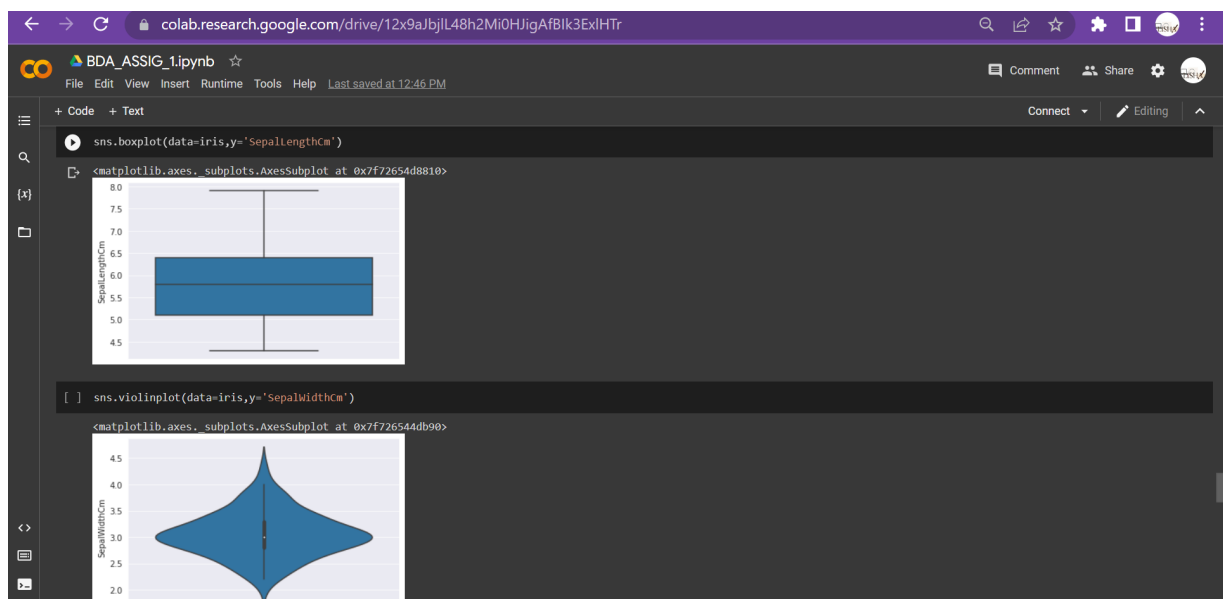 colab.research.google.com/drive/12x9aJbjlL48h2Mi0HJigAfBIk3ExlHTr
CO
BDA_ASSIG_1.ipynb
File Edit View Insert Runtime Tools Help Last saved at 12:46 PM
Comment Share
+ Code + Text
Connect Editing
{x}
sns.boxplot(data=iris,y='SepalLengthCm')
<matplotlib.axes._subplots.AxesSubplot at 0x7f72654d8810>
8.0
7.5
7.0
6.5
6.0
5.5
5.0
4.5
SepalLengthCm
[ ] sns.violinplot(data=iris,y='SepalWidthCm')
<matplotlib.axes._subplots.AxesSubplot at 0x7f726544db90>
4.5
4.0
3.5
3.0
2.5
2.0
SepalWidthCm